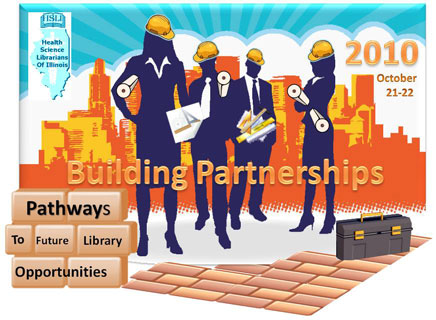 HSLI
Health
Science
Librarians
Of Illinois
2010
October
21-22
Building Partnerships
Pathways
To Future Library
Opportunities